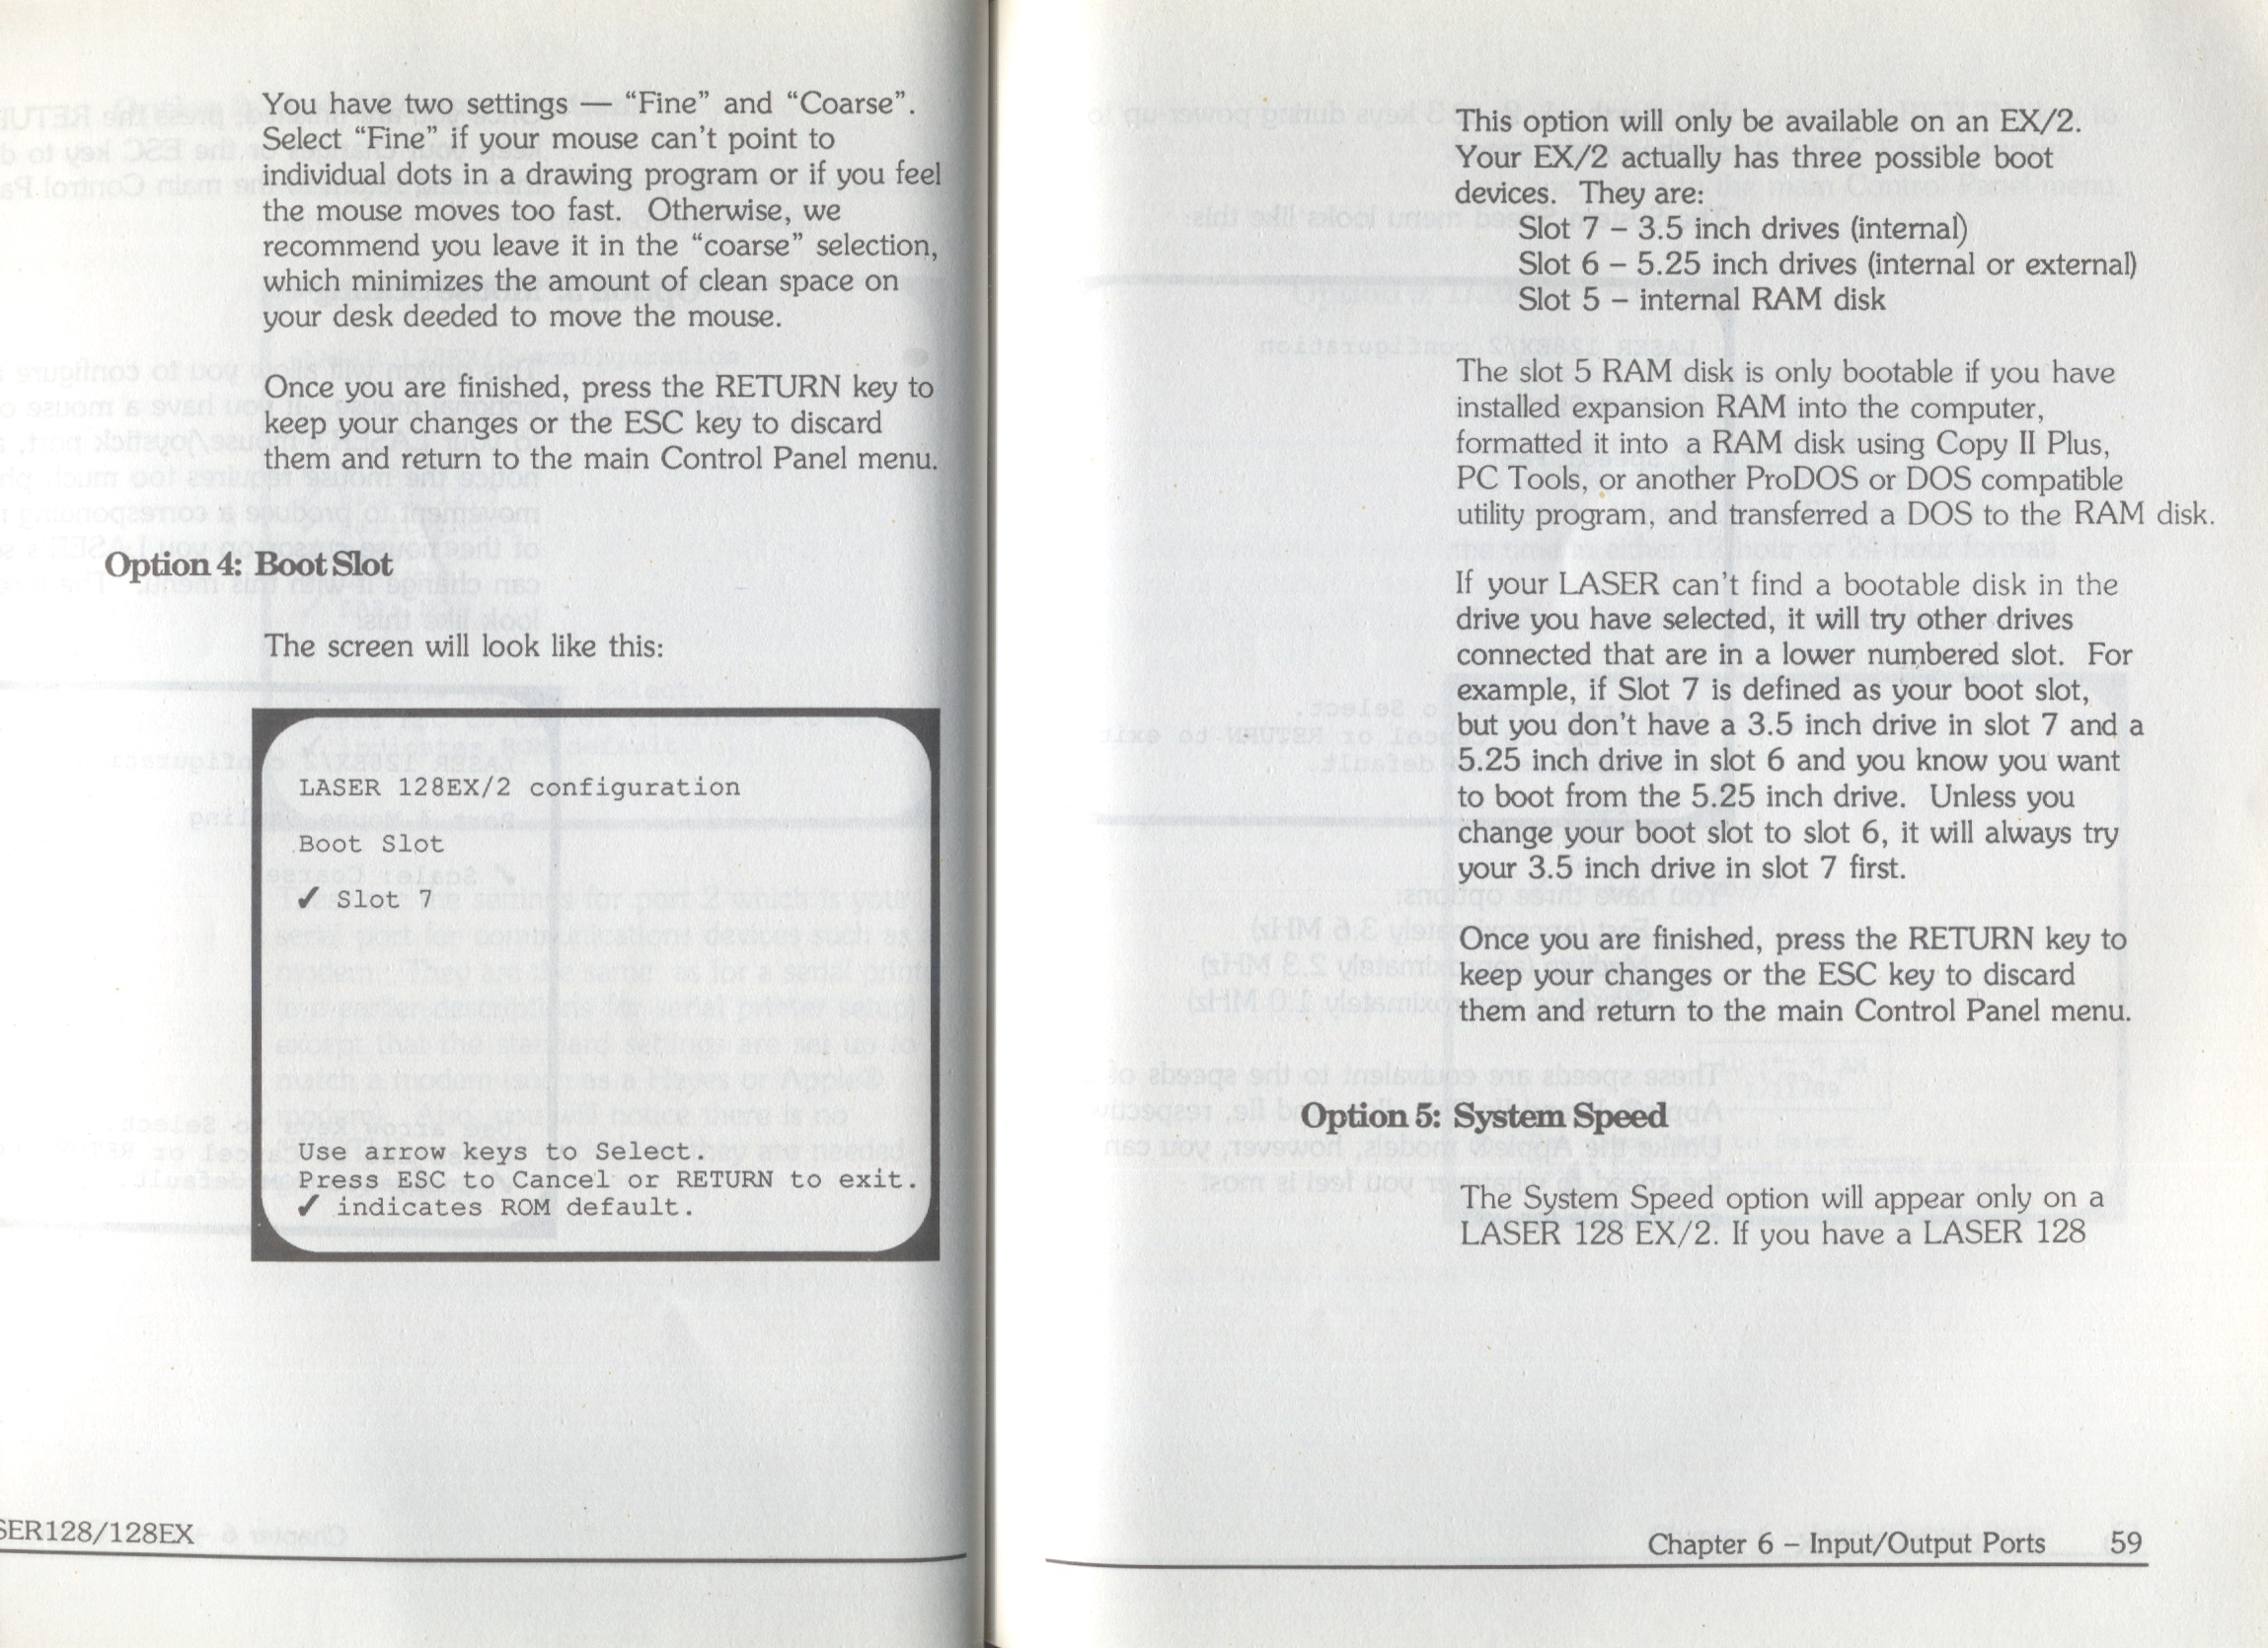 You have two settings — “Fine” and “Coarse”.
Select “Fine” if your mouse can’t point to
individual dots in a drawing program or if you feel
the mouse moves too fast. Otherwise, we
recommend you leave it in the “coarse” selection,
which minimizes the amount of clean space on
your desk deeded to move the mouse.
Once you are finished, press the RETURN key to
keep your changes or the ESC key to discard
them and return to the main Control Panel menu.
Option 4: Boot Slot
The screen will look like this:
LASER 128EX/2 configuration
Boot Slot
✓ Slot 7
Use arrow keys to Select.
Press ESC to Cancel or RETURN to exit.
✓ indicates ROM default.
SER128/128EX
This option will only be available on an EX/2.
Your EX/2 actually has three possible boot
devices. They are:
Slot 7 – 3.5 inch drives (internal)
Slot 6 – 5.25 inch drives (internal or external)
Slot 5 – internal RAM disk
The slot 5 RAM disk is only bootable if you have
installed expansion RAM into the computer,
formatted it into a RAM disk using Copy II Plus,
PC Tools, or another ProDOS or DOS compatible
utility program, and transferred a DOS to the RAM disk.
If your LASER can’t find a bootable disk in the
drive you have selected, it will try other drives
connected that are in a lower numbered slot. For
example, if Slot 7 is defined as your boot slot,
but you don’t have a 3.5 inch drive in slot 7 and a
5.25 inch drive in slot 6 and you know you want
to boot from the 5.25 inch drive. Unless you
change your boot slot to slot 6, it will always try
your 3.5 inch drive in slot 7 first.
Once you are finished, press the RETURN key to
keep your changes or the ESC key to discard
them and return to the main Control Panel menu.
Option 5: System Speed
The System Speed option will appear only on a
LASER 128 EX/2. If you have a LASER 128
Chapter 6 – Input/Output Ports 59